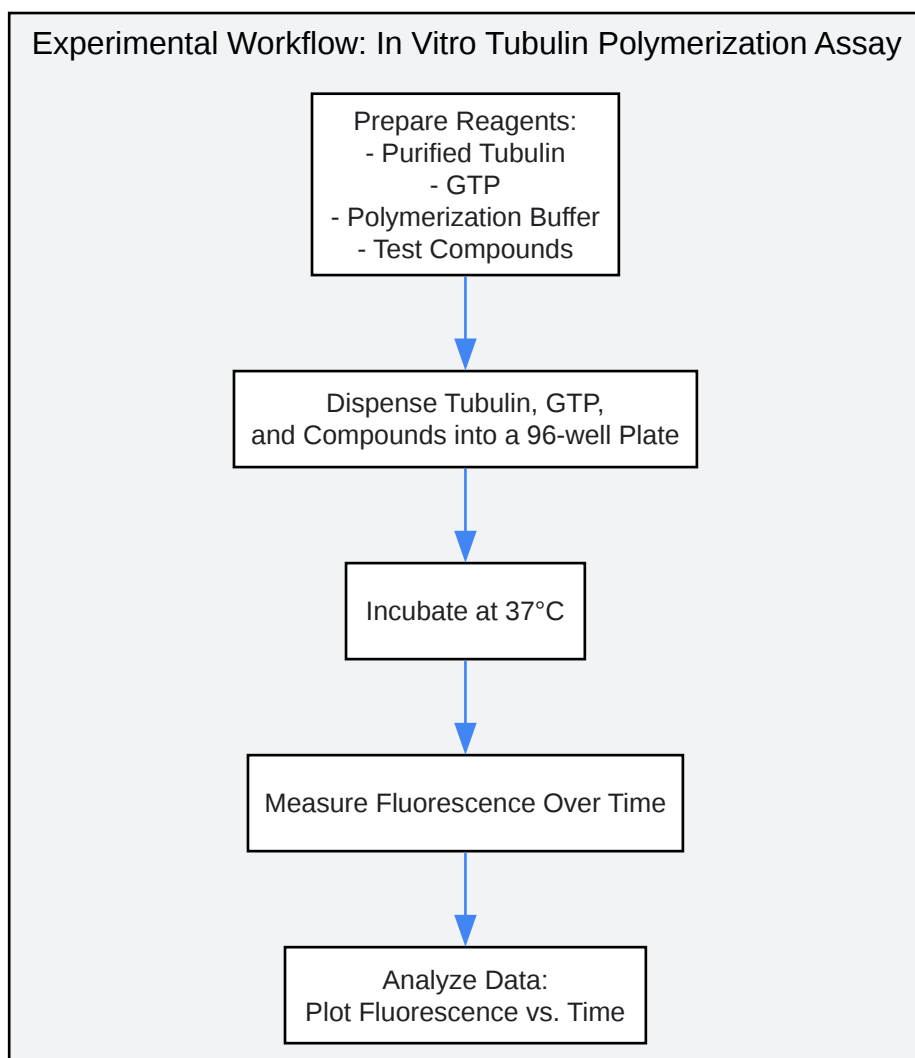 Experimental Workflow: In Vitro Tubulin Polymerization Assay
Prepare Reagents:
- Purified Tubulin
- GTP
- Polymerization Buffer
- Test Compounds
Dispense Tubulin, GTP,
and Compounds into a 96-well Plate
Incubate at 37°C
Measure Fluorescence Over Time
Analyze Data:
Plot Fluorescence vs. Time